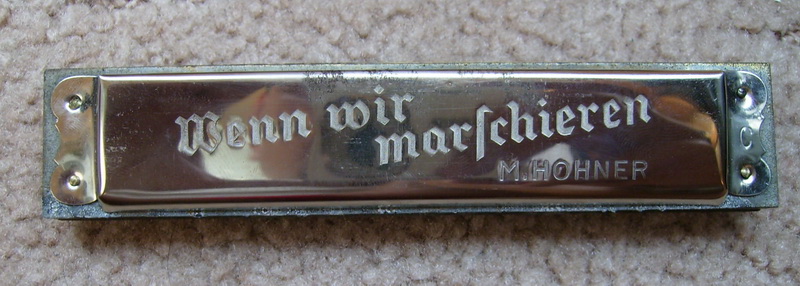 Wenn wir
marſchieren
M. HOHNER
C